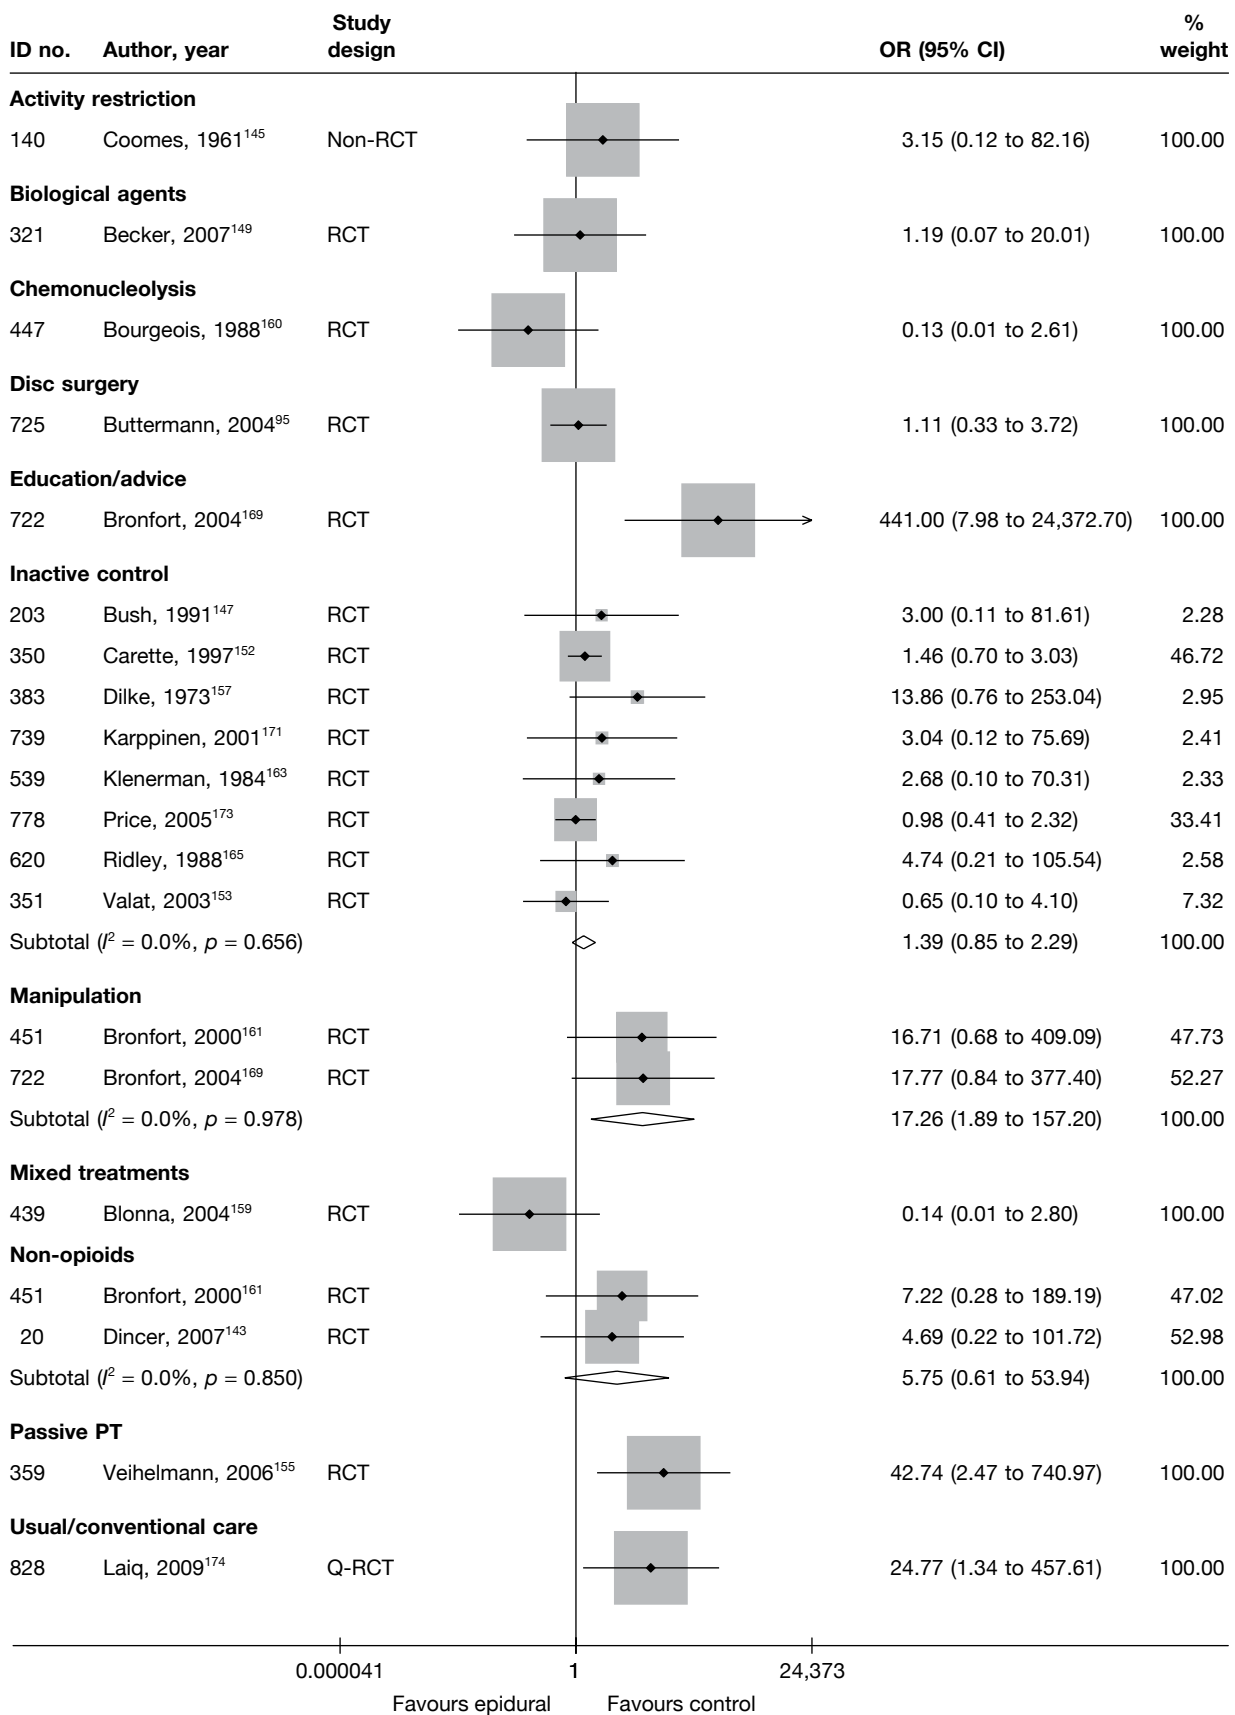 Study %
ID no. Author, year design OR (95% CI) weight
Activity restriction
140 Coomes, 1961145 Non-RCT 3.15 (0.12 to 82.16) 100.00
Biological agents
321 Becker, 2007149 RCT 1.19 (0.07 to 20.01) 100.00
Chemonucleolysis
447 Bourgeois, 1988160 RCT 0.13 (0.01 to 2.61) 100.00
Disc surgery
725 Buttermann, 200495 RCT 1.11 (0.33 to 3.72) 100.00
Education/advice
722 Bronfort, 2004169 RCT 441.00 (7.98 to 24,372.70) 100.00
Inactive control
203 Bush, 1991147 RCT 3.00 (0.11 to 81.61) 2.28
350 Carette, 1997152 RCT 1.46 (0.70 to 3.03) 46.72
383 Dilke, 1973157 RCT 13.86 (0.76 to 253.04) 2.95
739 Karppinen, 2001171 RCT 3.04 (0.12 to 75.69) 2.41
539 Klenerman, 1984163 RCT 2.68 (0.10 to 70.31) 2.33
778 Price, 2005173 RCT 0.98 (0.41 to 2.32) 33.41
620 Ridley, 1988165 RCT 4.74 (0.21 to 105.54) 2.58
351 Valat, 2003153 RCT 0.65 (0.10 to 4.10) 7.32
Subtotal (I2 = 0.0%, p = 0.656) 1.39 (0.85 to 2.29) 100.00
Manipulation
451 Bronfort, 2000161 RCT 16.71 (0.68 to 409.09) 47.73
722 Bronfort, 2004169 RCT 17.77 (0.84 to 377.40) 52.27
Subtotal (I2 = 0.0%, p = 0.978) 17.26 (1.89 to 157.20) 100.00
Mixed treatments
439 Blonna, 2004159 RCT 0.14 (0.01 to 2.80) 100.00
Non-opioids
451 Bronfort, 2000161 RCT 7.22 (0.28 to 189.19) 47.02
20 Dincer, 2007143 RCT 4.69 (0.22 to 101.72) 52.98
Subtotal (I2 = 0.0%, p = 0.850) 5.75 (0.61 to 53.94) 100.00
Passive PT
359 Veihelmann, 2006155 RCT 42.74 (2.47 to 740.97) 100.00
Usual/conventional care
828 Laiq, 2009174 Q-RCT 24.77 (1.34 to 457.61) 100.00
0.000041 1 24,373
Favours epidural Favours control